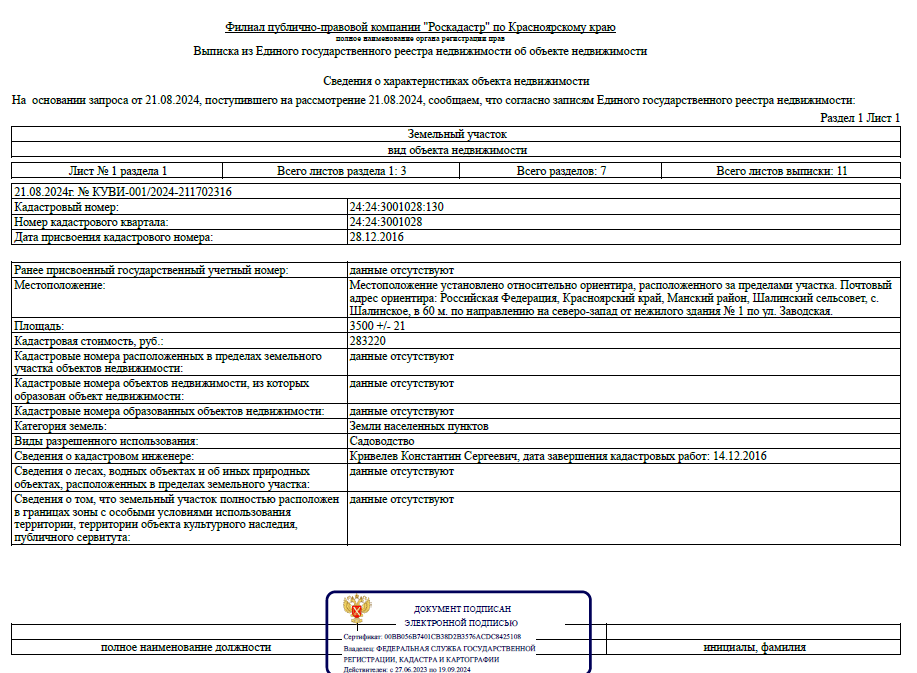 Филиал публично-правовой компании "Роскадастр" по Красноярскому краю
полное наименование органа регистрации прав
Выписка из Единого государственного реестра недвижимости об объекте недвижимости
Сведения о характеристиках объекта недвижимости
На основании запроса от 21.08.2024, поступившего на рассмотрение 21.08.2024, сообщаем, что согласно записям Единого государственного реестра недвижимости:
Раздел 1 Лист 1
Земельный участок
вид объекта недвижимости
Лист № 1 раздела 1 Всего листов раздела 1: 3 Всего разделов: 7 Всего листов выписки: 11
21.08.2024г. № КУВИ-001/2024-211702316
Кадастровый номер: 24:24:3001028:130
Номер кадастрового квартала: 24:24:3001028
Дата присвоения кадастрового номера: 28.12.2016
Ранее присвоенный государственный учетный номер: данные отсутствуют
Местоположение: Местоположение установлено относительно ориентира, расположенного за пределами участка. Почтовый
адрес ориентира: Российская Федерация, Красноярский край, Манский район, Шалинский сельсовет, с.
Шалинское, в 60 м. по направлению на северо-запад от нежилого здания № 1 по ул. Заводская.
Площадь: 3500 +/- 21
Кадастровая стоимость, руб.: 283220
Кадастровые номера расположенных в пределах земельного данные отсутствуют
участка объектов недвижимости:
Кадастровые номера объектов недвижимости, из которых данные отсутствуют
образован объект недвижимости:
Кадастровые номера образованных объектов недвижимости: данные отсутствуют
Категория земель: Земли населенных пунктов
Виды разрешенного использования: Садоводство
Сведения о кадастровом инженере: Кривелев Константин Сергеевич, дата завершения кадастровых работ: 14.12.2016
Сведения о лесах, водных объектах и об иных природных данные отсутствуют
объектах, расположенных в пределах земельного участка:
Сведения о том, что земельный участок полностью расположен данные отсутствуют
в границах зоны с особыми условиями использования
территории, территории объекта культурного наследия,
публичного сервитута:
ДОКУМЕНТ ПОДПИСАН
ЭЛЕКТРОННОЙ ПОДПИСЬЮ
Сертификат: 00BB056B7401CB38D2B3576ACDC8425108
Владелец: ФЕДЕРАЛЬНАЯ СЛУЖБА ГОСУДАРСТВЕННОЙ
РЕГИСТРАЦИИ, КАДАСТРА И КАРТОГРАФИИ
Действителен: с 27.06.2023 по 19.09.2024
полное наименование должности инициалы, фамилия